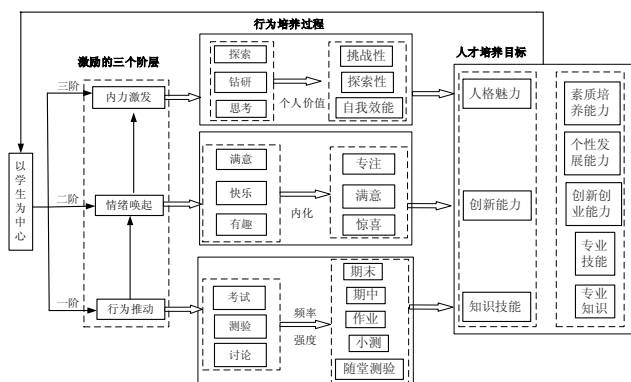 行为培养过程
激励的三个阶层
人才培养目标
以学生为中心
三阶
二阶
一阶
内力激发
情绪唤起
行为推动
探索
钻研
思考
个人价值
挑战性
探索性
自我效能
满意
快乐
有趣
内化
专注
满意
惊喜
考试
测验
讨论
频率
强度
期末
期中
作业
小测
随堂测验
人格魅力
创新能力
知识技能
素质培
养能力
个性发
展能力
创新创
业能力
专业
技能
专业
知识